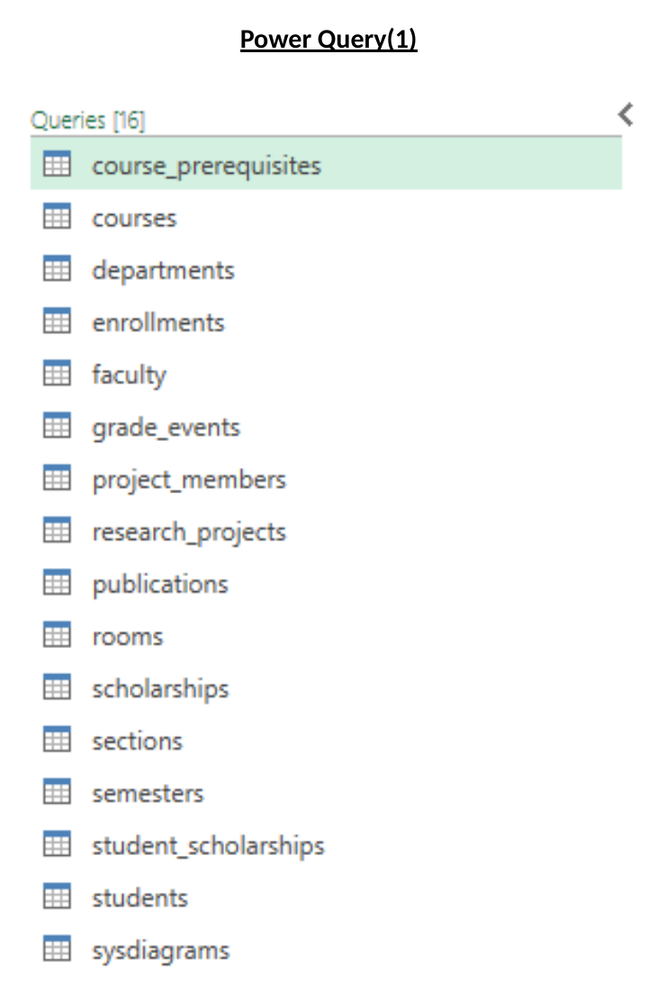 Power Query(1)
Queries [16]
course_prerequisites
courses
departments
enrollments
faculty
grade_events
project_members
research_projects
publications
rooms
scholarships
sections
semesters
student_scholarships
students
sysdiagrams